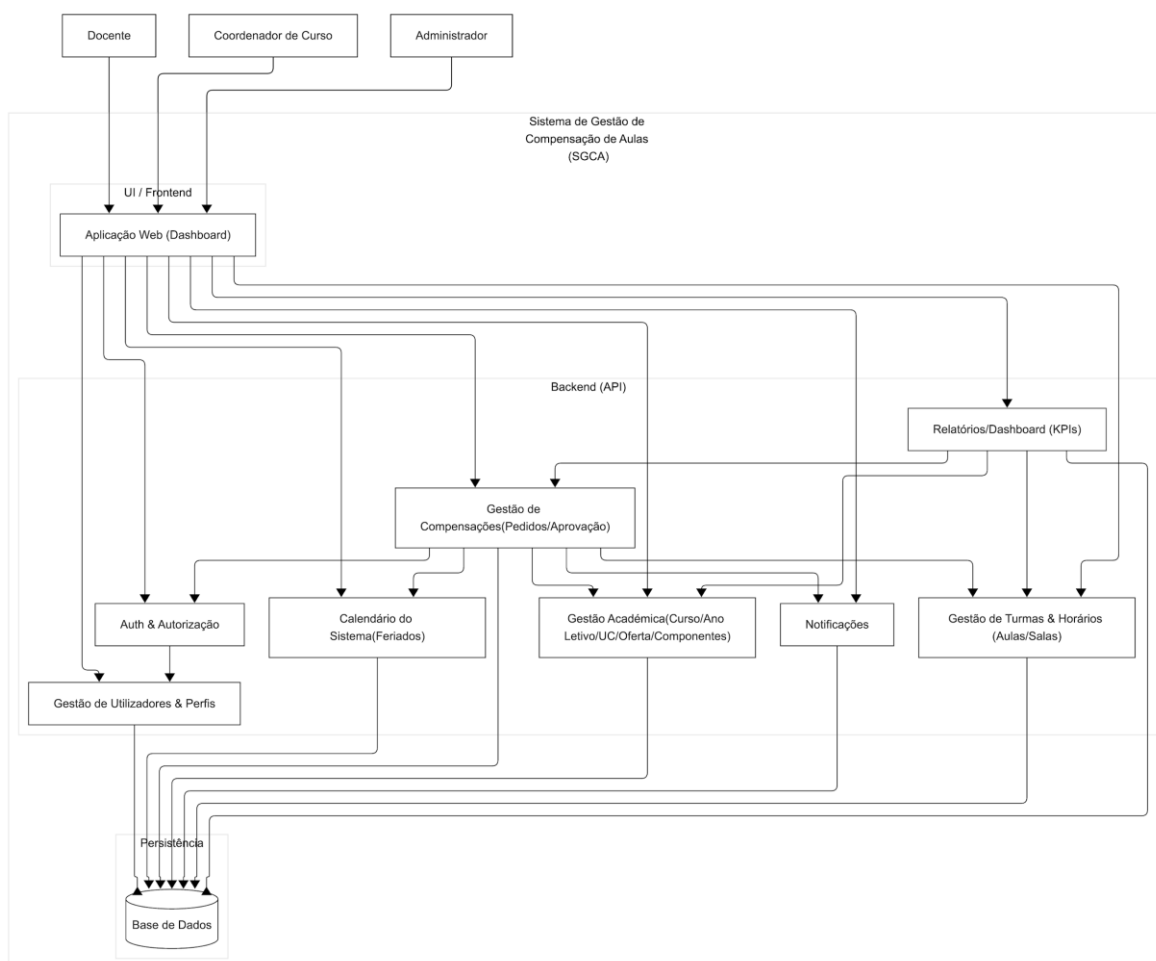 Docente
Coordenador de Curso
Administrador
Sistema de Gestão de
Compensação de Aulas
(SGCA)
UI / Frontend
Aplicação Web (Dashboard)
Backend (API)
Relatórios/Dashboard (KPIs)
Gestão de
Compensações(Pedidos/Aprovação)
Auth & Autorização
Calendário do
Sistema(Feriados)
Gestão Académica(Curso/Ano
Letivo/UC/Oferta/Componentes)
Notificações
Gestão de Turmas & Horários
(Aulas/Salas)
Gestão de Utilizadores & Perfis
Persistência
Base de Dados